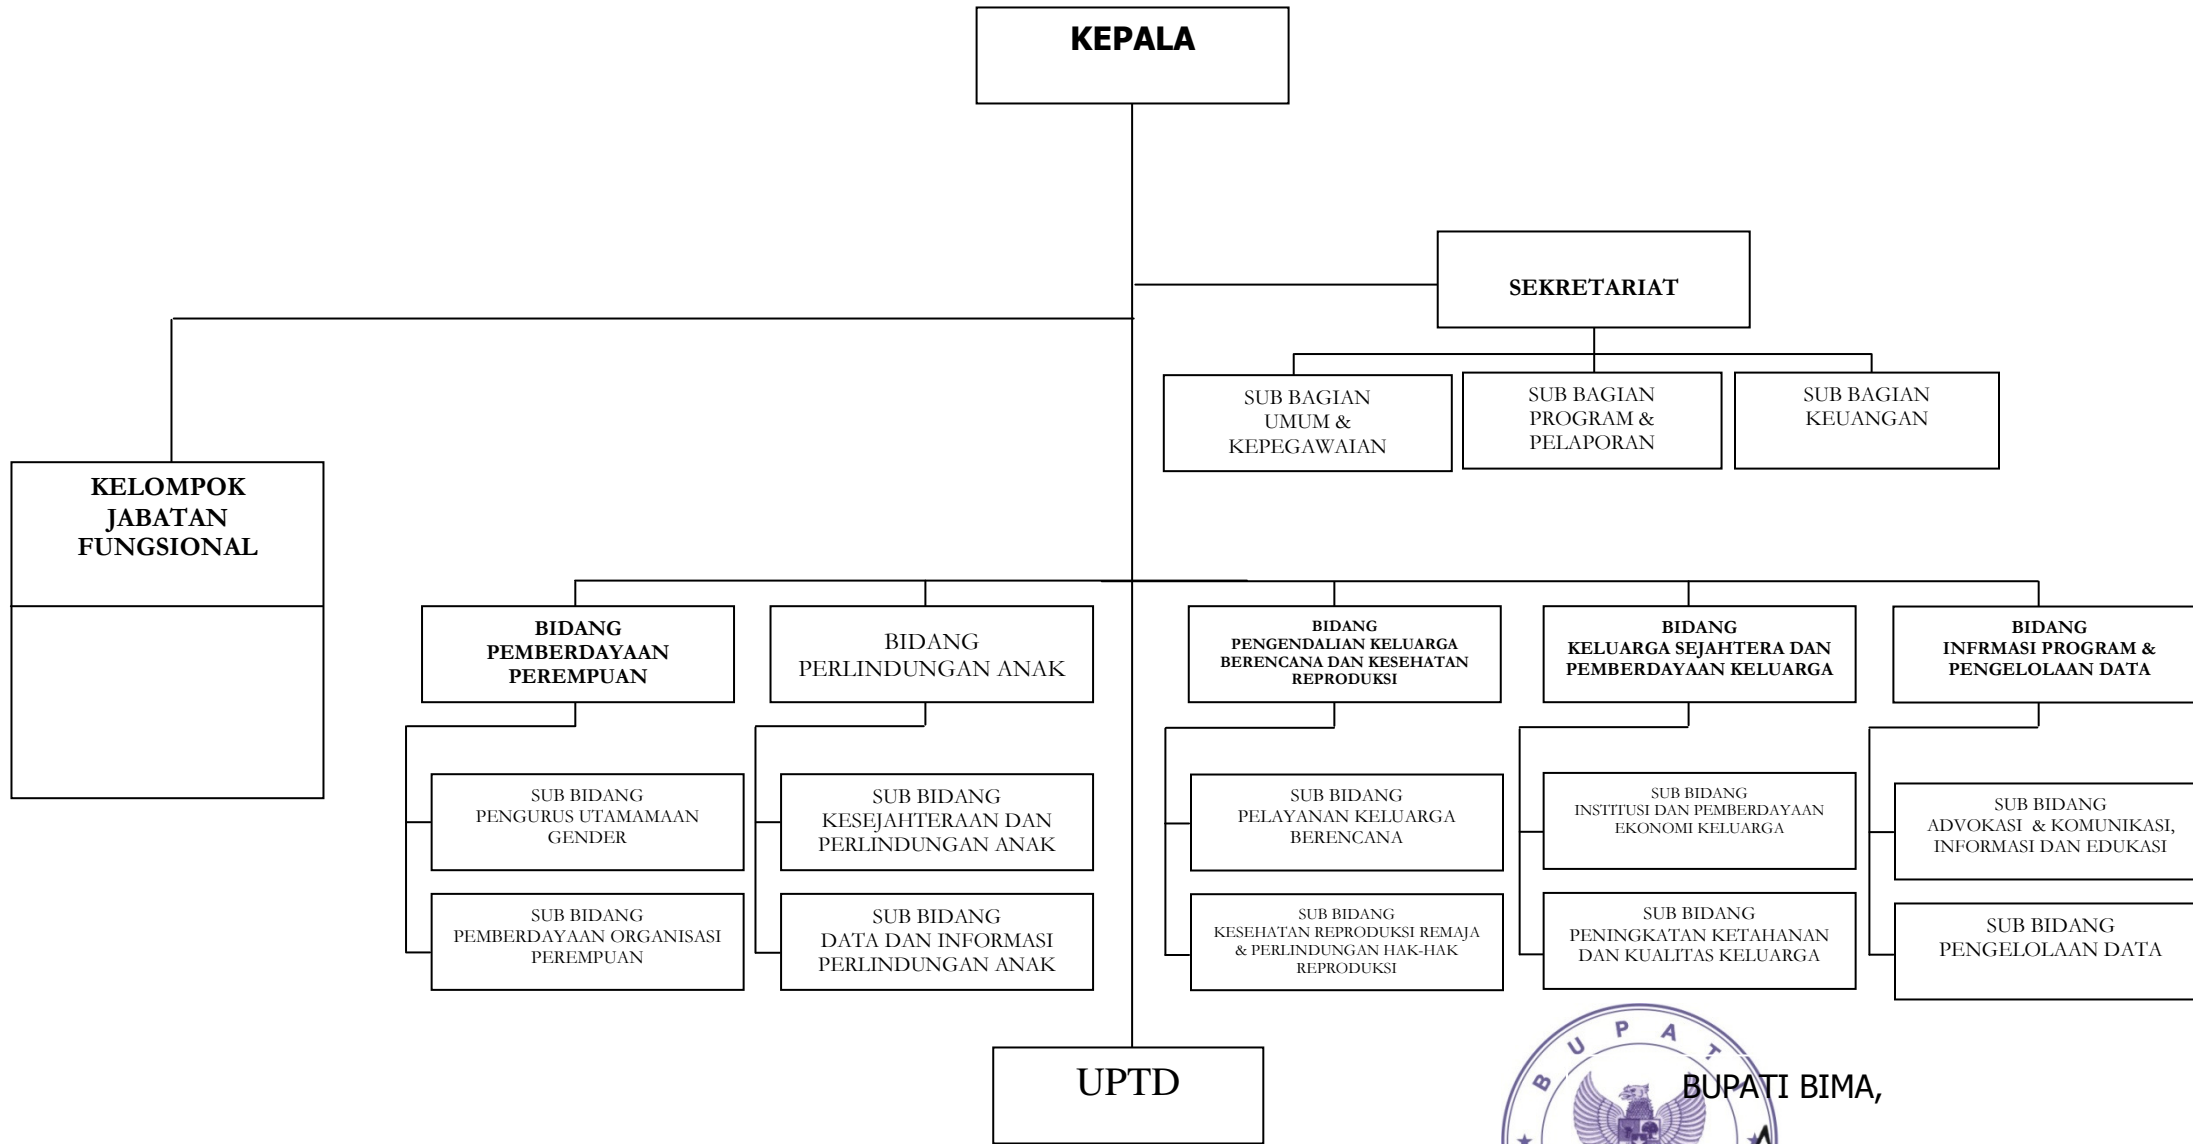 KEPALA
SEKRETARIAT
SUB BAGIAN
UMUM &
KEPEGAWAIAN
SUB BAGIAN
PROGRAM &
PELAPORAN
SUB BAGIAN
KEUANGAN
KELOMPOK
JABATAN
FUNGSIONAL
BIDANG
PEMBERDAYAAN
PEREMPUAN
BIDANG
PERLINDUNGAN ANAK
BIDANG
PENGENDALIAN KELUARGA
BERENCANA DAN KESEHATAN
REPRODUKSI
BIDANG
KELUARGA SEJAHTERA DAN
PEMBERDAYAAN KELUARGA
BIDANG
INFRMASI PROGRAM &
PENGELOLAAN DATA
SUB BIDANG
PENGURUS UTAMAMAAN
GENDER
SUB BIDANG
KESEJAHTERAAN DAN
PERLINDUNGAN ANAK
SUB BIDANG
PELAYANAN KELUARGA
BERENCANA
SUB BIDANG
INSTITUSI DAN PEMBERDAYAAN
EKONOMI KELUARGA
SUB BIDANG
ADVOKASI & KOMUNIKASI,
INFORMASI DAN EDUKASI
SUB BIDANG
PEMBERDAYAAN ORGANISASI
PEREMPUAN
SUB BIDANG
DATA DAN INFORMASI
PERLINDUNGAN ANAK
SUB BIDANG
KESEHATAN REPRODUKSI REMAJA
& PERLINDUNGAN HAK-HAK
REPRODUKSI
SUB BIDANG
PENINGKATAN KETAHANAN
DAN KUALITAS KELUARGA
SUB BIDANG
PENGELOLAAN DATA
UPTD
BUPATI
BUPATI BIMA,